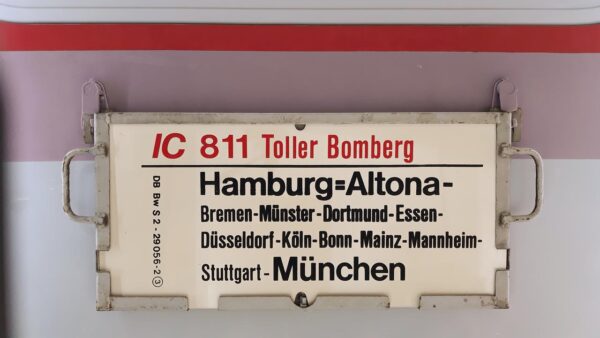 IC 811 Toller Bomberg
Hamburg=Altona-
Bremen-Münster-Dortmund-Essen-
Düsseldorf-Köln-Bonn-Mainz-Mannheim-
Stuttgart-München
DB Bw S 2 - 29056-2 ③